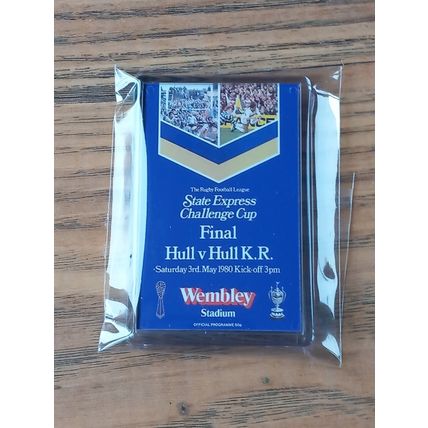 The Rugby Football League
State Express
Challenge Cup
Final
Hull v Hull K.R.
Saturday 3rd. May 1980 Kick-off 3pm
Wembley
Stadium
OFFICIAL PROGRAMME 50p